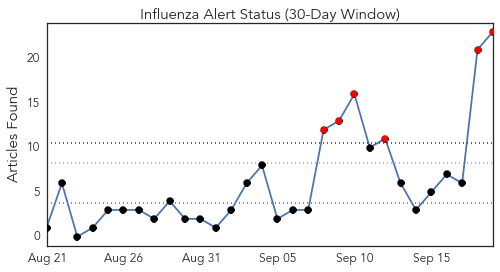 Influenza Alert Status (30-Day Window)
Articles Found
20
15
10
5
0
Aug 21
Aug 26
Aug 31
Sep 05
Sep 10
Sep 15